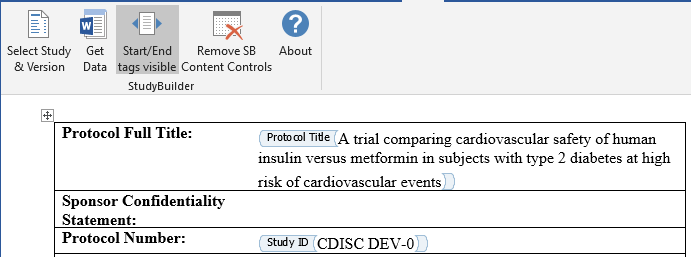 Select Study & Version
Get Data
Start/End tags visible
Remove SB Content Controls
?
About
StudyBuilder
Protocol Full Title:
Protocol Title A trial comparing cardiovascular safety of human
insulin versus metformin in subjects with type 2 diabetes at high
risk of cardiovascular events
Sponsor Confidentiality
Statement:
Protocol Number:
Study ID CDISC DEV-0